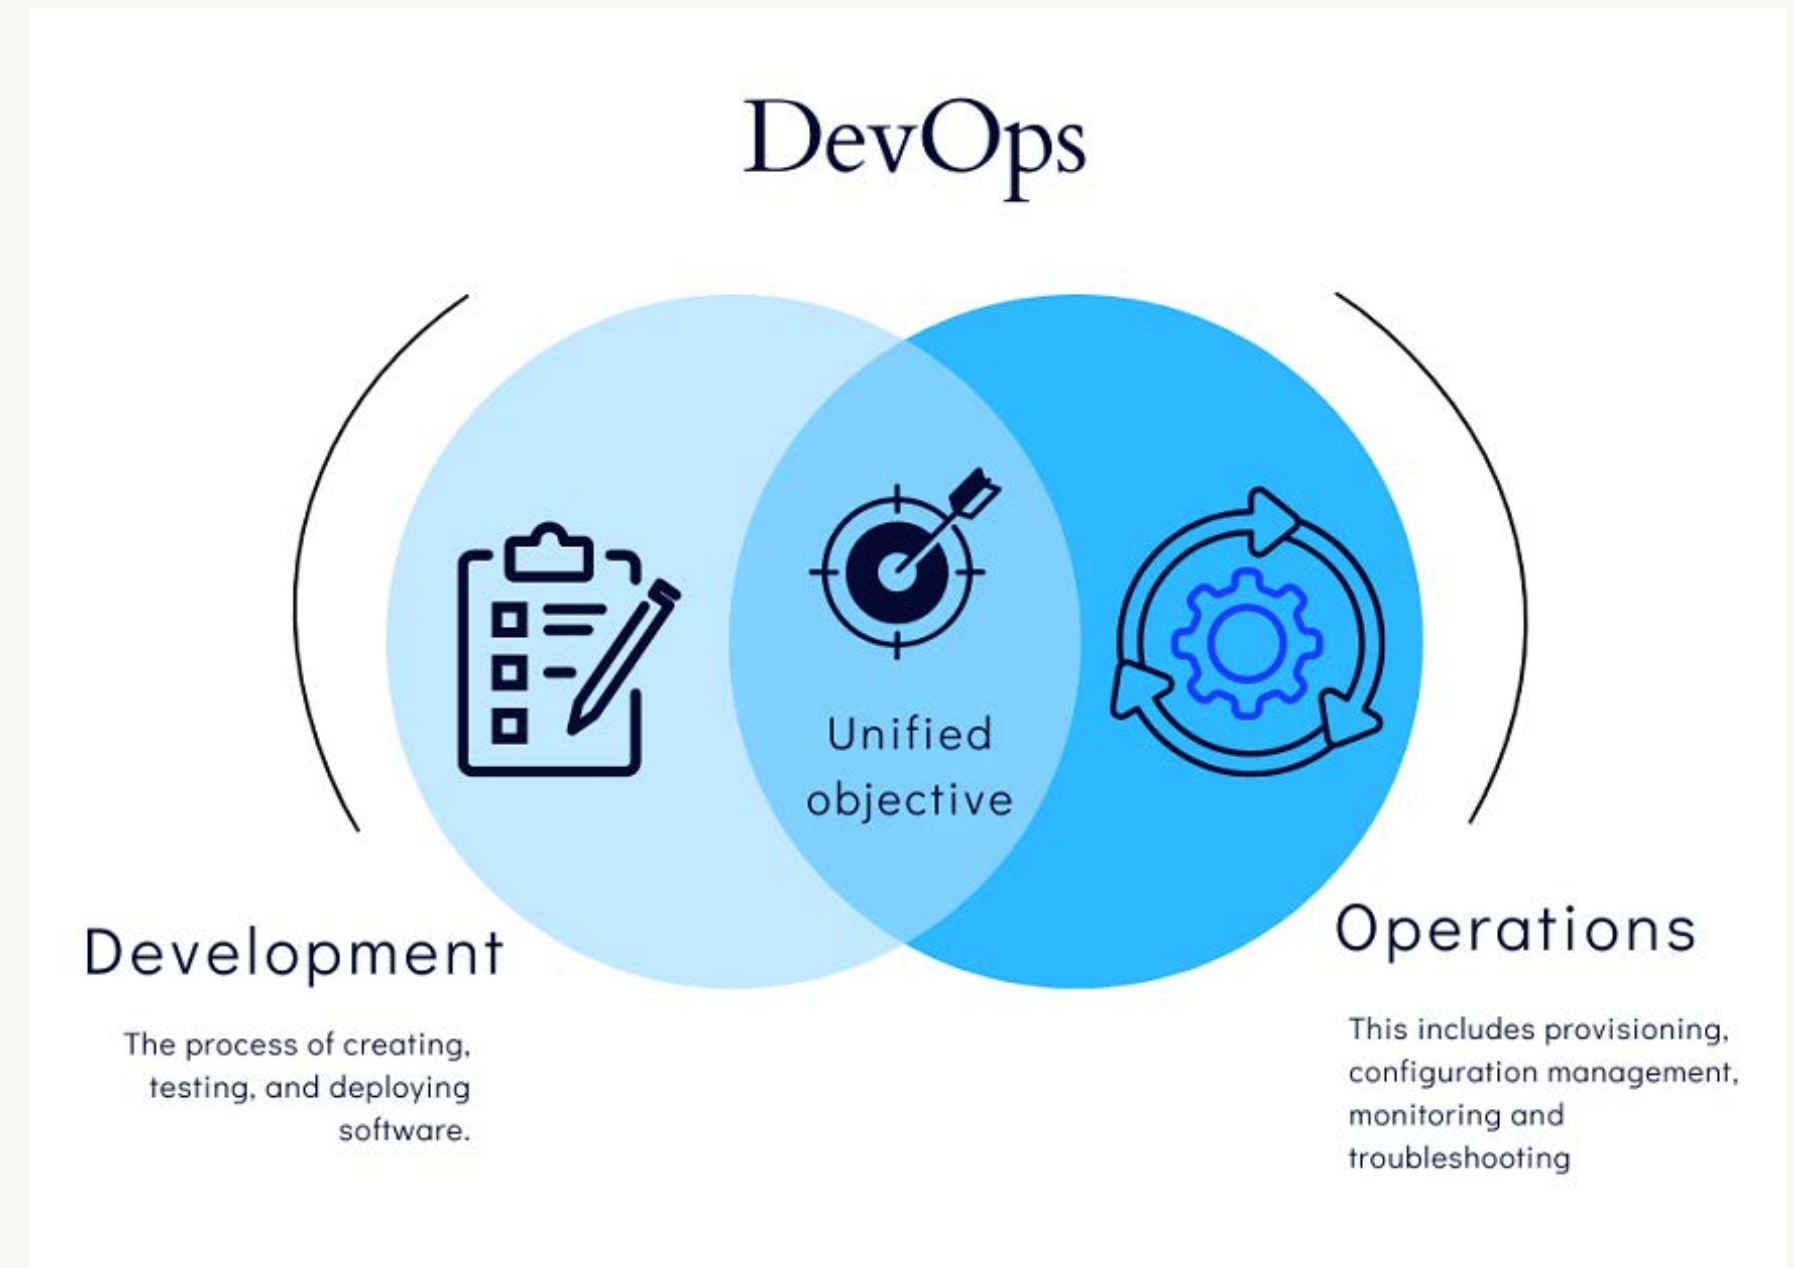 DevOps
Unified
objective
Development
The process of creating,
testing, and deploying
software.
Operations
This includes provisioning,
configuration management,
monitoring and
troubleshooting